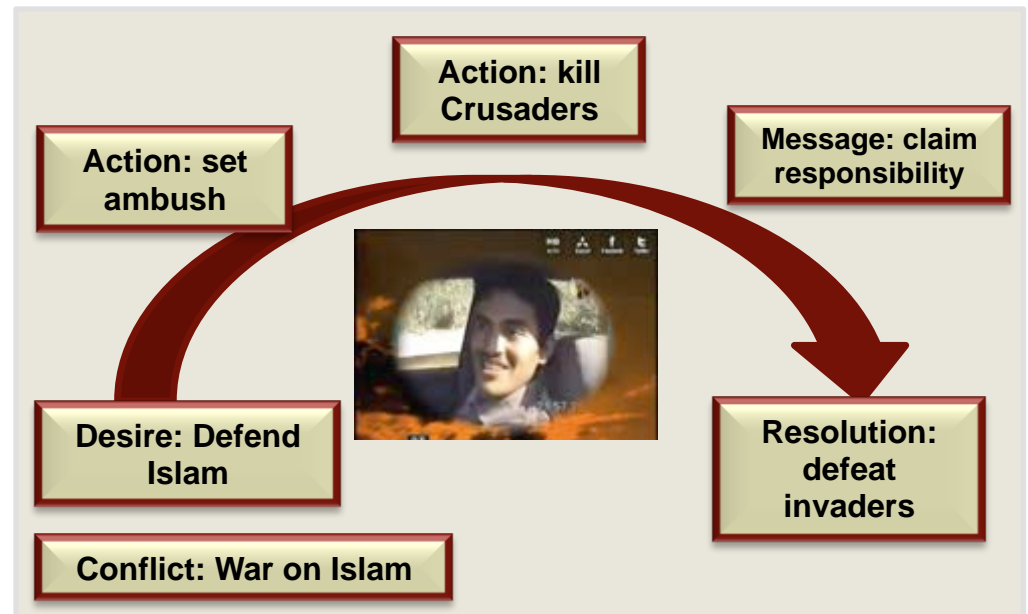 Action: kill
Crusaders
Action: set
ambush
Message: claim
responsibility
Desire: Defend
Islam
Resolution:
defeat
invaders
Conflict: War on Islam